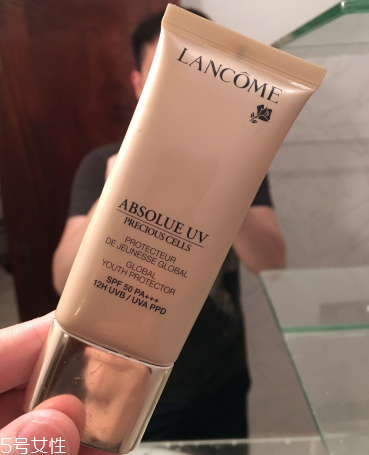 LANCÔME
ABSOLUE UV
PRECIOUS CELLS
PROTECTEUR
DE JEUNESSE GLOBAL
GLOBAL
YOUTH PROTECTOR
SPF 50 PA+++
12H UVB / UVA PPD
5号女性